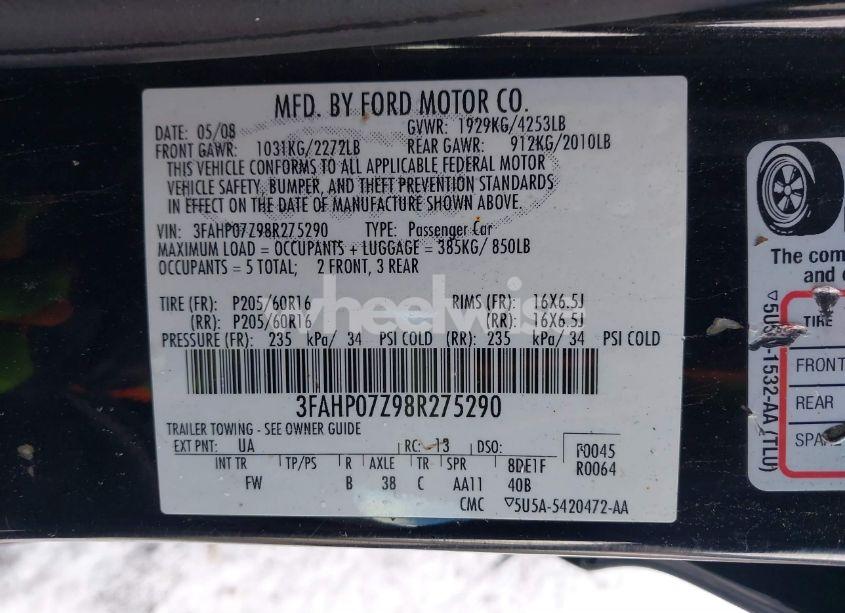 MFD. BY FORD MOTOR CO.
DATE: 05/08 GVWR: 1929KG/4253LB
FRONT GAWR: 1031KG/2272LB REAR GAWR: 912KG/2010LB
THIS VEHICLE CONFORMS TO ALL APPLICABLE FEDERAL MOTOR
VEHICLE SAFETY, BUMPER, AND THEFT PREVENTION STANDARDS
IN EFFECT ON THE DATE OF MANUFACTURE SHOWN ABOVE.
VIN: 3FAHP07Z98R275290 TYPE: Passenger Car
MAXIMUM LOAD = OCCUPANTS + LUGGAGE = 385KG/ 850LB
OCCUPANTS = 5 TOTAL; 2 FRONT, 3 REAR
TIRE (FR): P205/60R16 RIMS (FR): 16X6.5J
(RR): P205/60R16 (RR): 16X6.5J
PRESSURE (FR): 235 kPa/ 34 PSI COLD (RR): 235 kPa/ 34 PSI COLD
3FAHP07Z98R275290
TRAILER TOWING - SEE OWNER GUIDE
EXT PNT: UA RC: 13 DSO: F0045
R0064
INT TR TP/PS R AXLE TR SPR 8DE1F
FW B 38 C AA11 40B
CMC ▽5U5A-5420472-AA
wheelwis
The com
and c
TIRE
FRONT
REAR
SPA
-1532-AA (TLU)